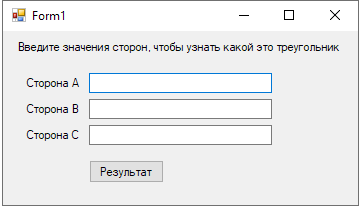 Form1
Введите значения сторон, чтобы узнать какой это треугольник
Сторона A
Сторона B
Сторона C
Результат